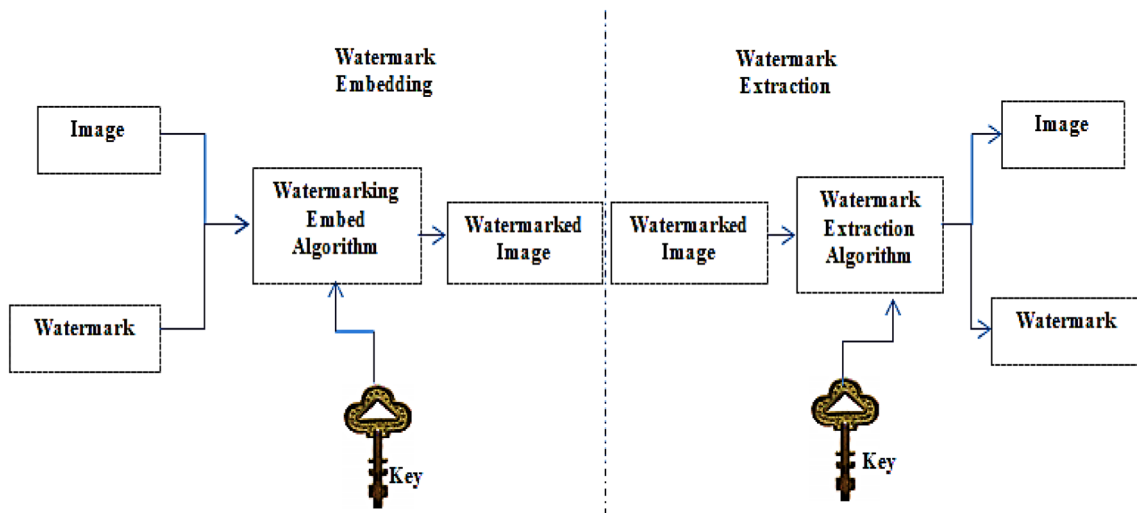 Watermark
Embedding
Image
Watermarking
Embed
Algorithm
Watermarked
Image
Watermark
Key
Watermark
Extraction
Watermarked
Image
Watermark
Extraction
Algorithm
Image
Watermark
Key